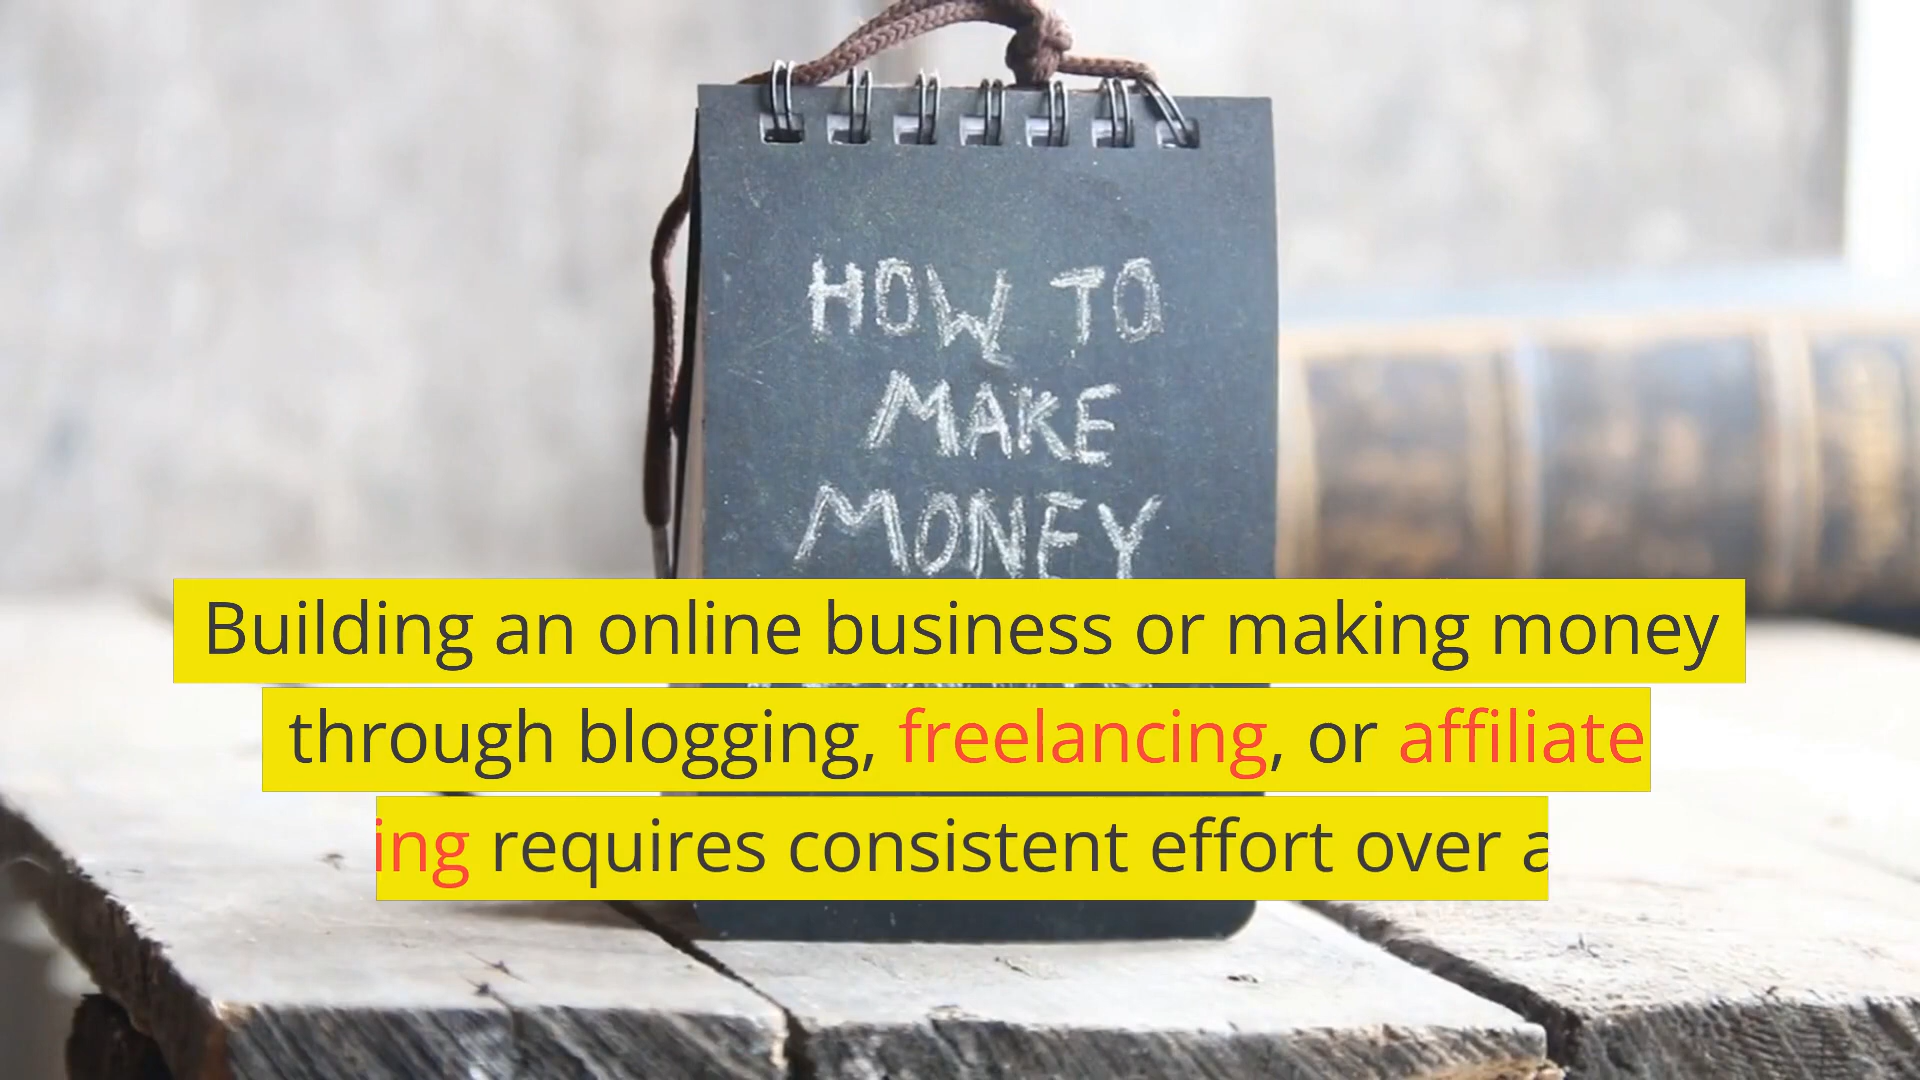 HOW TO
MAKE
MONEY
Building an online business or making money
through blogging, freelancing, or affiliate
ing requires consistent effort over a